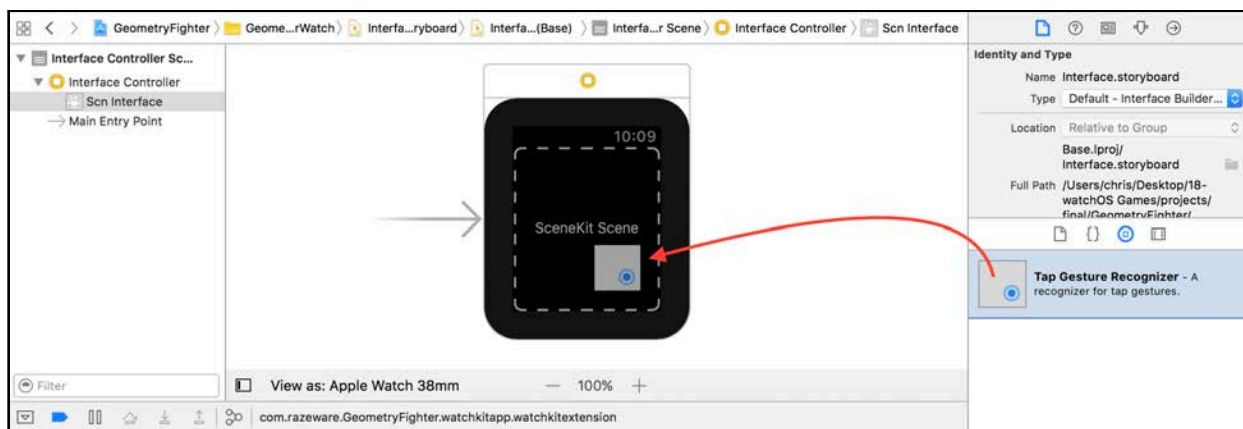 GeometryFighter
Geome...rWatch
Interfa...ryboard
Interfa...(Base)
Interfa...r Scene
Interface Controller
Scn Interface
Interface Controller Sc...
Interface Controller
Scn Interface
Main Entry Point
Filter
10:09
SceneKit Scene
View as: Apple Watch 38mm
— 100% +
com.razeware.GeometryFighter.watchkitapp.watchkitextension
Identity and Type
Name Interface.storyboard
Type Default - Interface Builder...
Location Relative to Group
Base.lproj/
Interface.storyboard
Full Path /Users/chris/Desktop/18-
watchOS Games/projects/
final/GeometryFighter/
Tap Gesture Recognizer - A
recognizer for tap gestures.